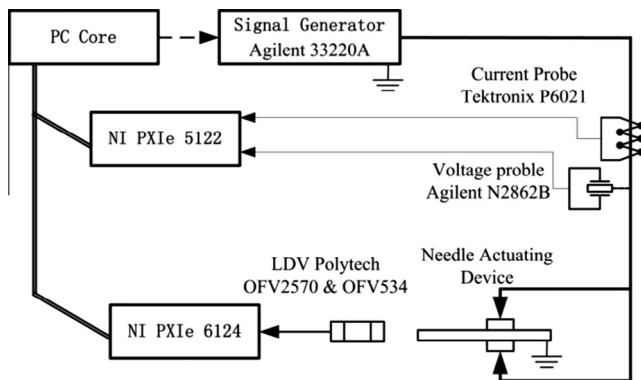 PC Core
Signal Generator
Agilent 33220A
Current Probe
Tektronix P6021
NI PXIe 5122
Voltage proble
Agilent N2862B
LDV Polytech
OFV2570 & OFV534
Needle Actuating
Device
NI PXIe 6124